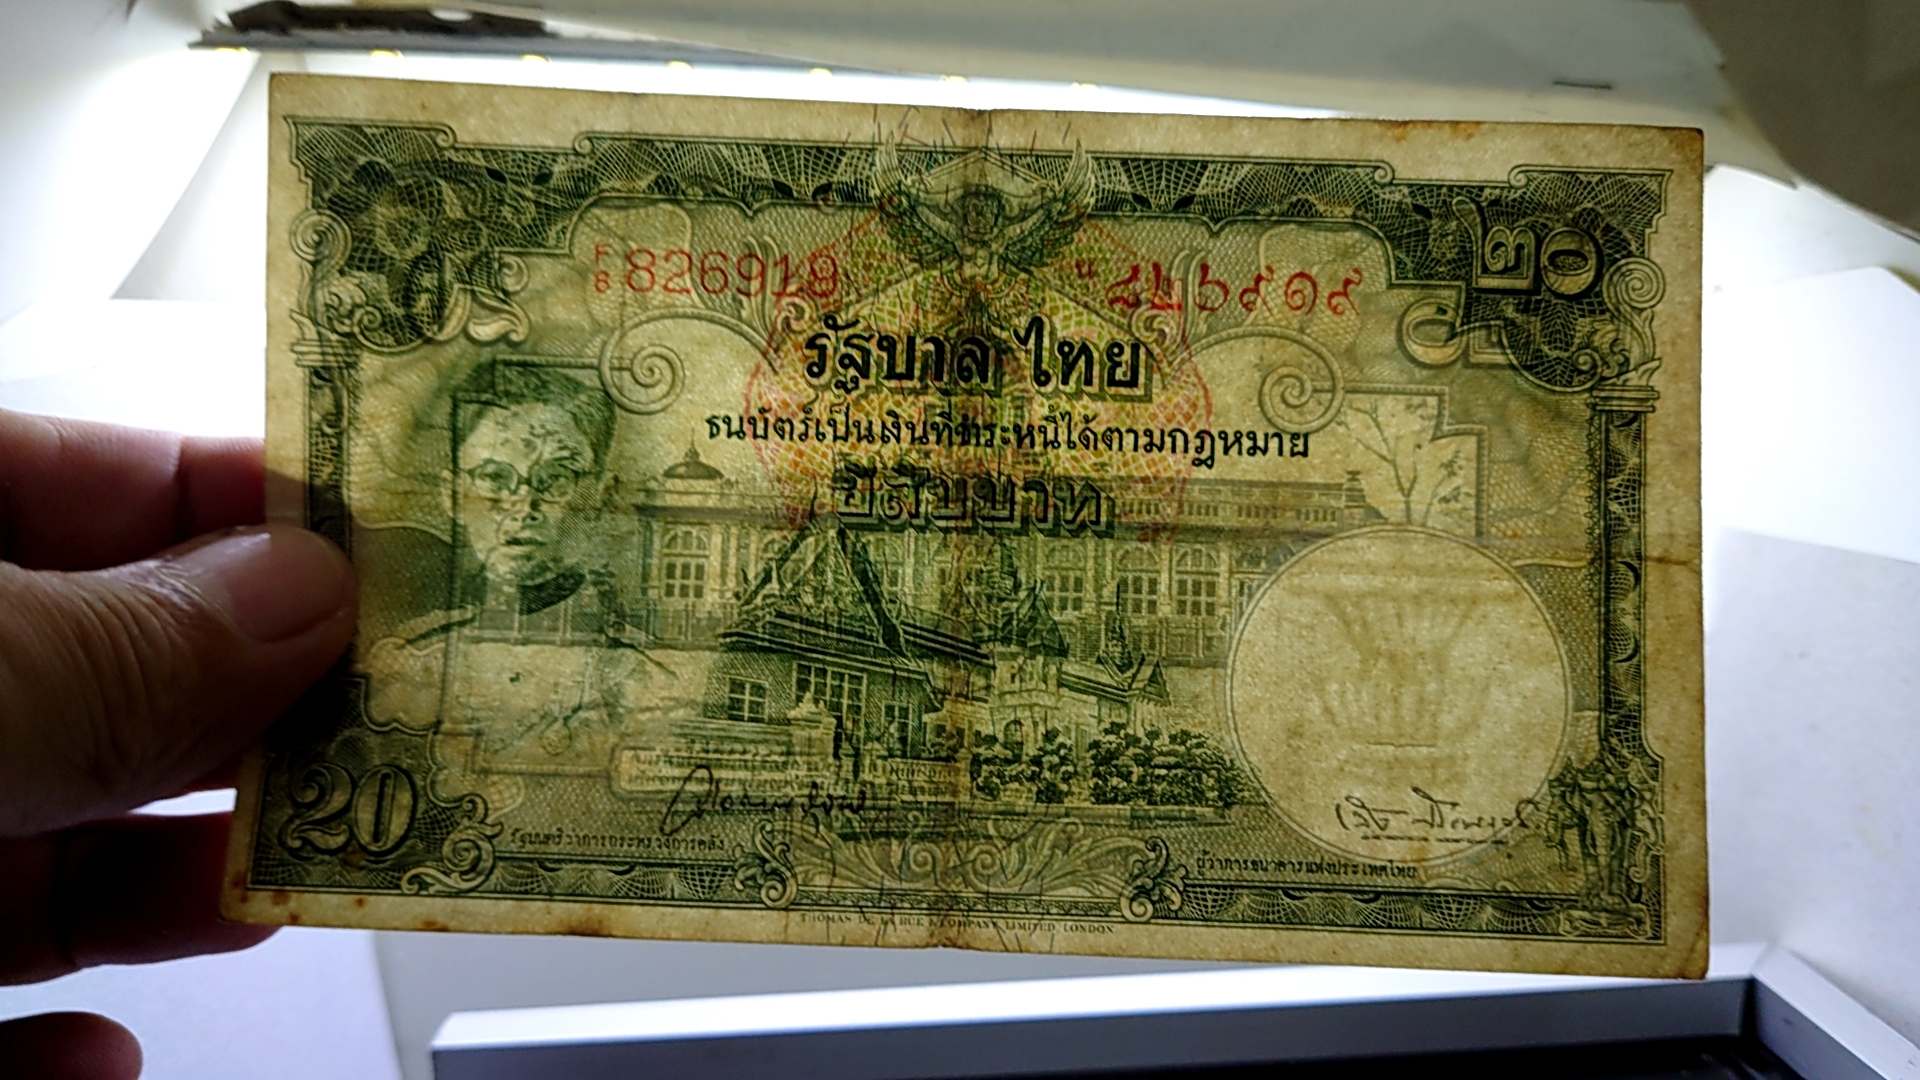 F/8 826919
๘๒๖๙๑๙
๒๐
รัฐบาล ไทย
ธนบัตร์เป็นเงินที่ชำระหนี้ได้ตามกฎหมาย
ยี่สิบบาท
20
รัฐมนตรีว่าการกระทรวงการคลัง
ผู้ว่าการธนาคารแห่งประเทศไทย
THOMAS DE LA RUE & COMPANY, LIMITED, LONDON